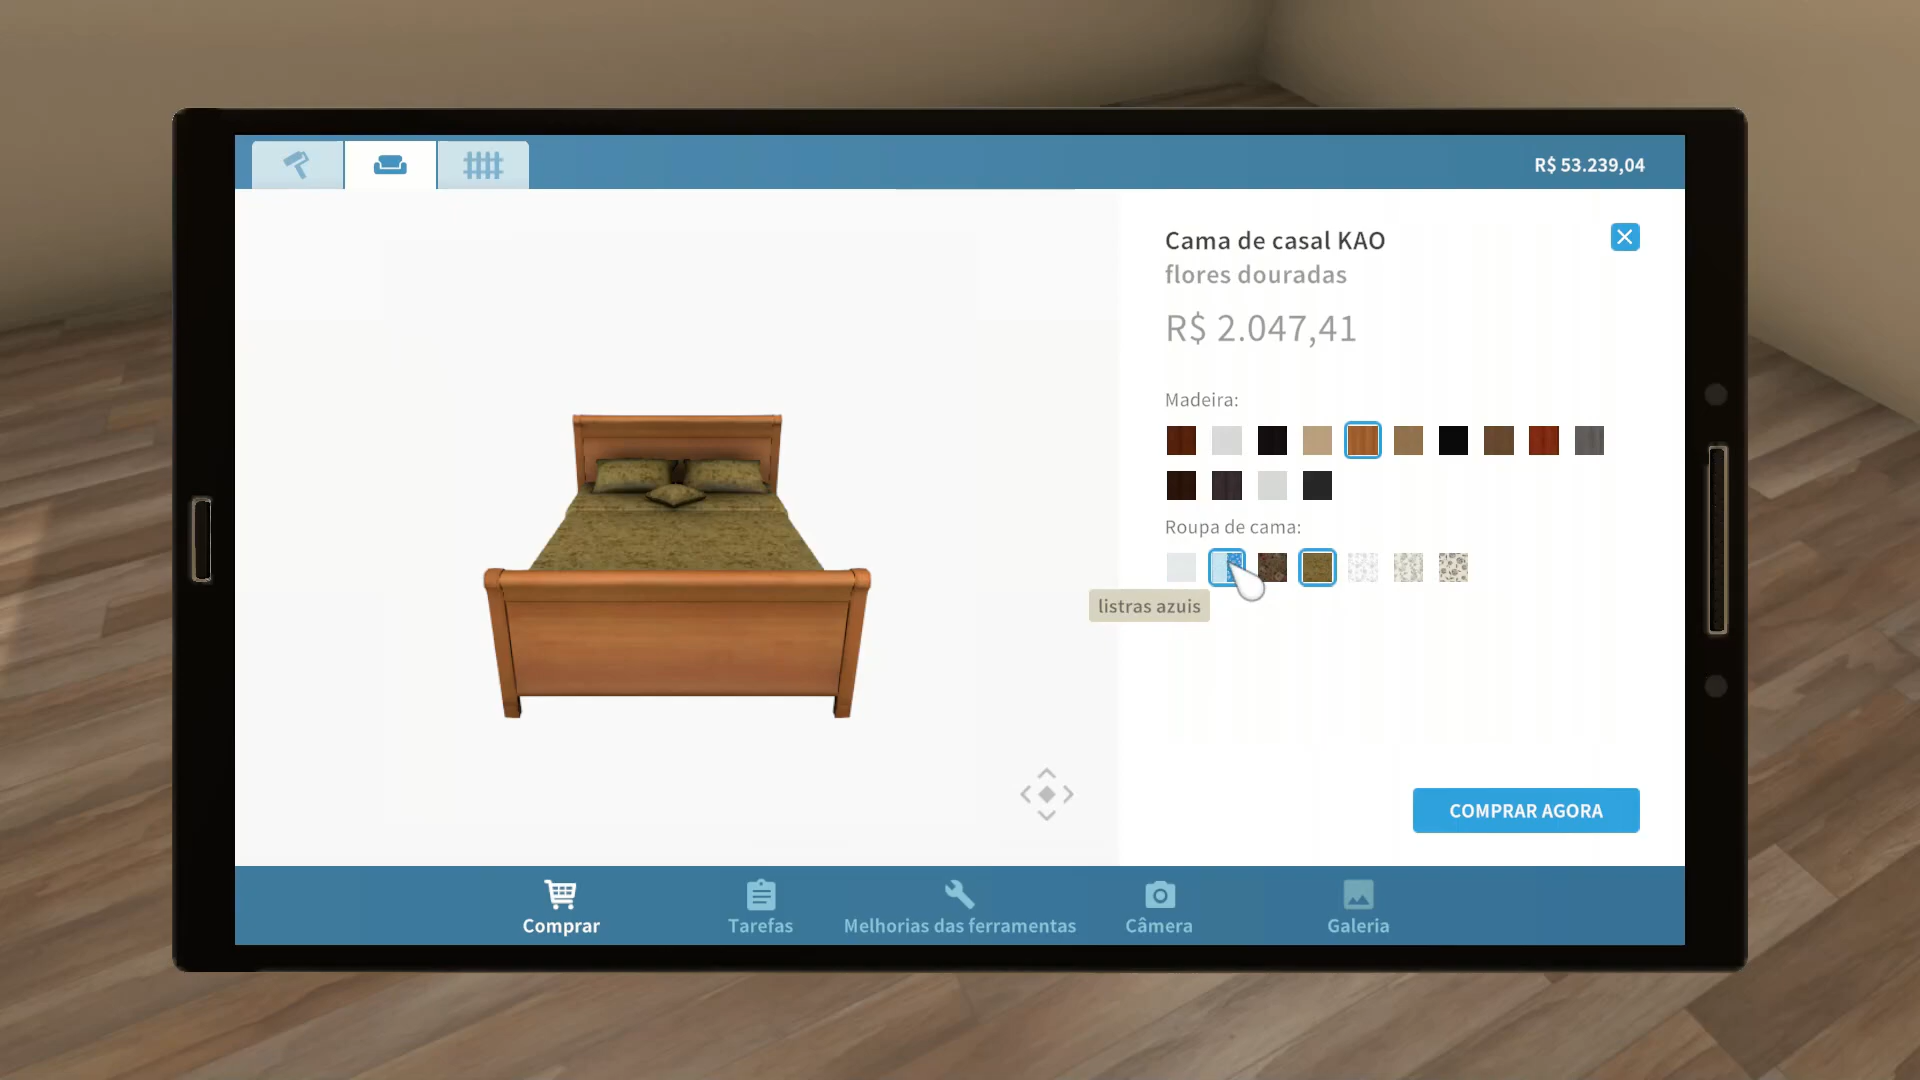 R$ 53.239,04
Cama de casal KAO
flores douradas
R$ 2.047,41
Madeira:
Roupa de cama:
listras azuis
COMPRAR AGORA
Comprar
Tarefas
Melhorias das ferramentas
Câmera
Galeria